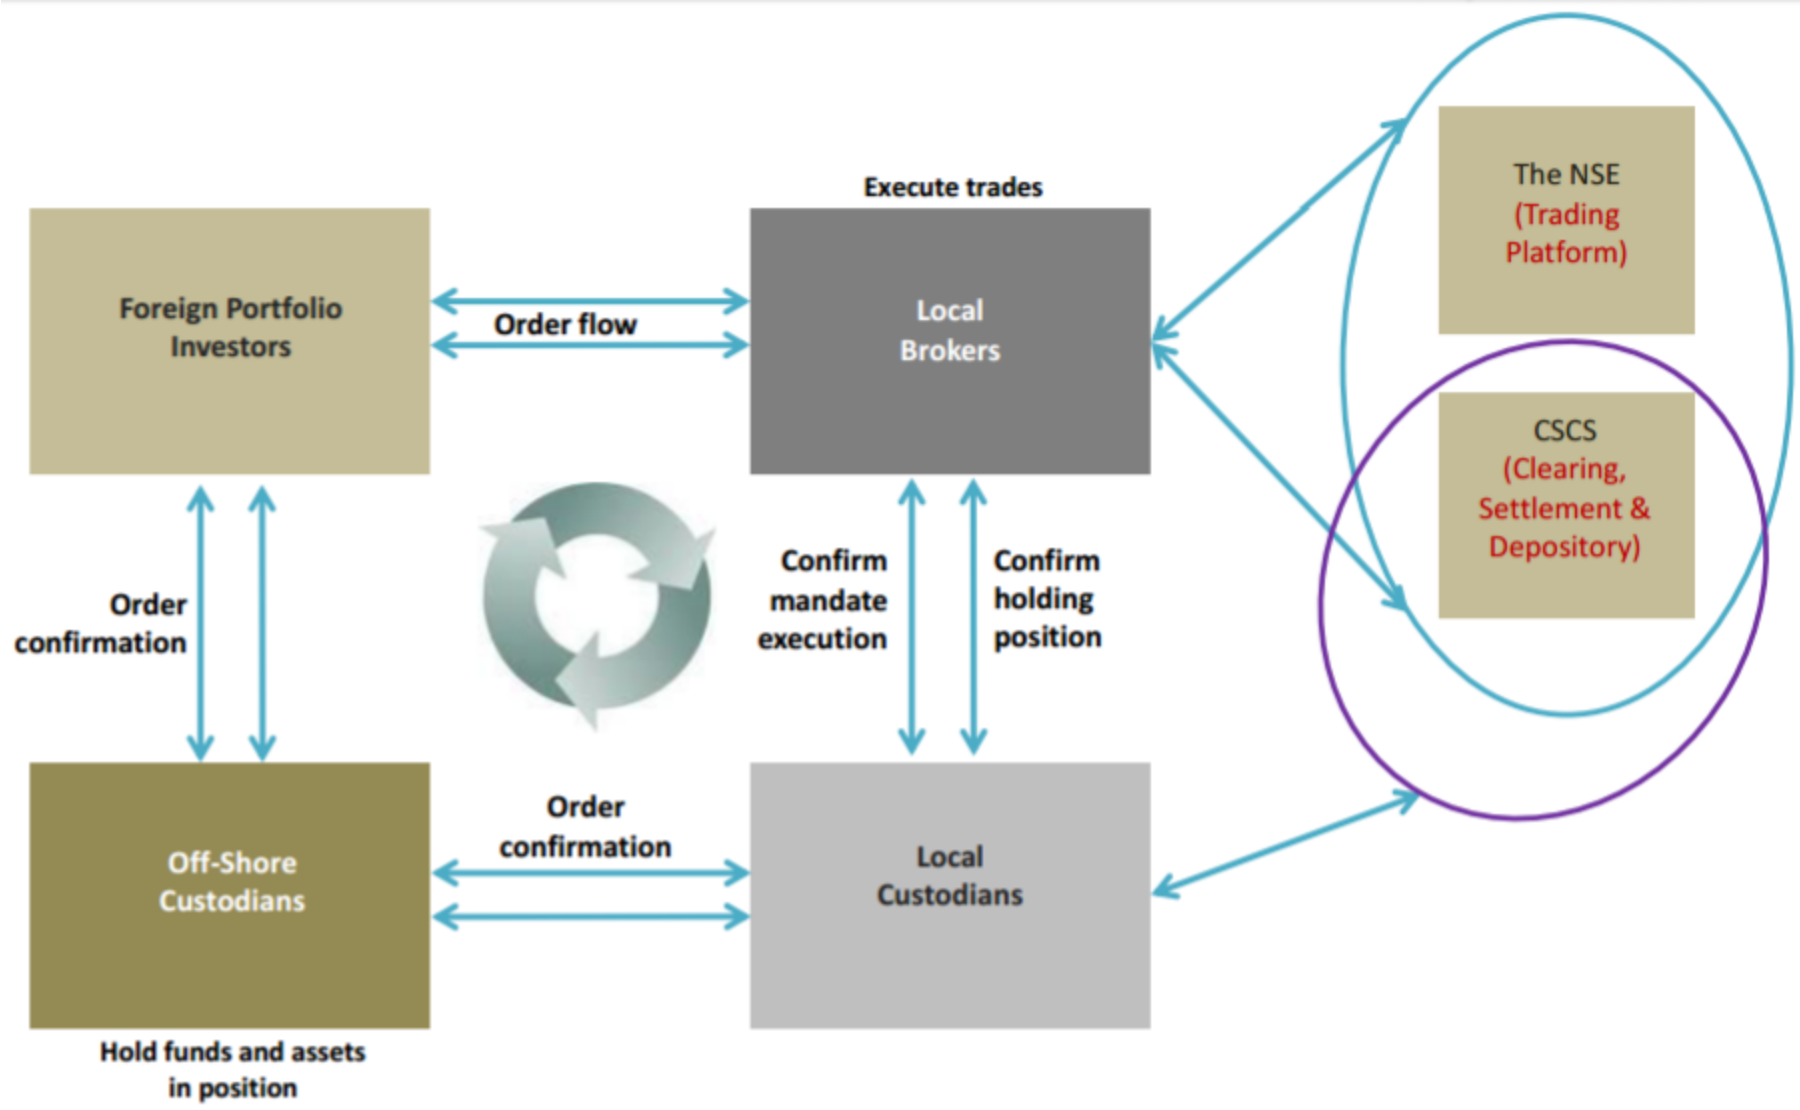 Execute trades
The NSE
(Trading
Platform)
Foreign Portfolio
Investors
Order flow
Local
Brokers
CSCS
(Clearing,
Settlement &
Depository)
Order
confirmation
Confirm
mandate
execution
Confirm
holding
position
Order
confirmation
Off-Shore
Custodians
Local
Custodians
Hold funds and assets
in position